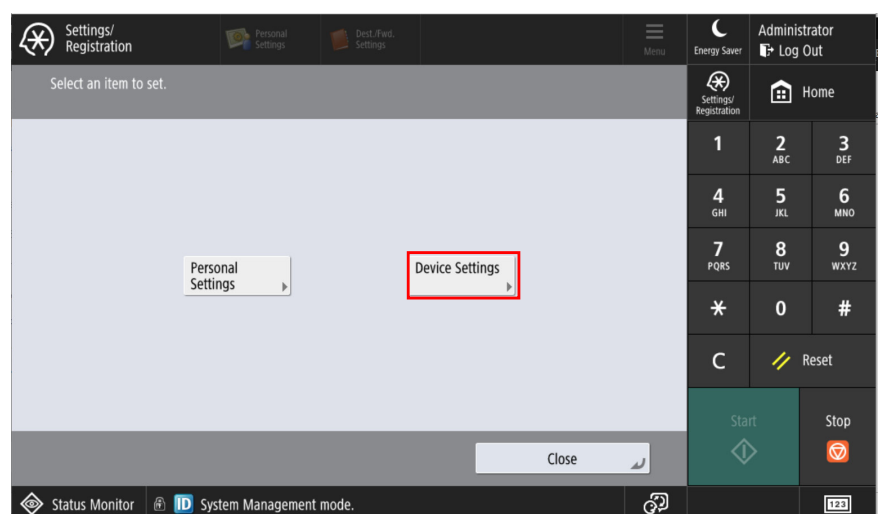 Settings/
Registration
Personal
Settings
Dest./Fwd.
Settings
Menu
Energy Saver
Administrator
Log Out
Select an item to set.
Settings/
Registration
Home
1
2
ABC
3
DEF
4
GHI
5
JKL
6
MNO
7
PQRS
8
TUV
9
WXYZ
Personal
Settings
Device Settings
0
#
C
Reset
Start
Stop
Close
Status Monitor
ID
System Management mode.
123